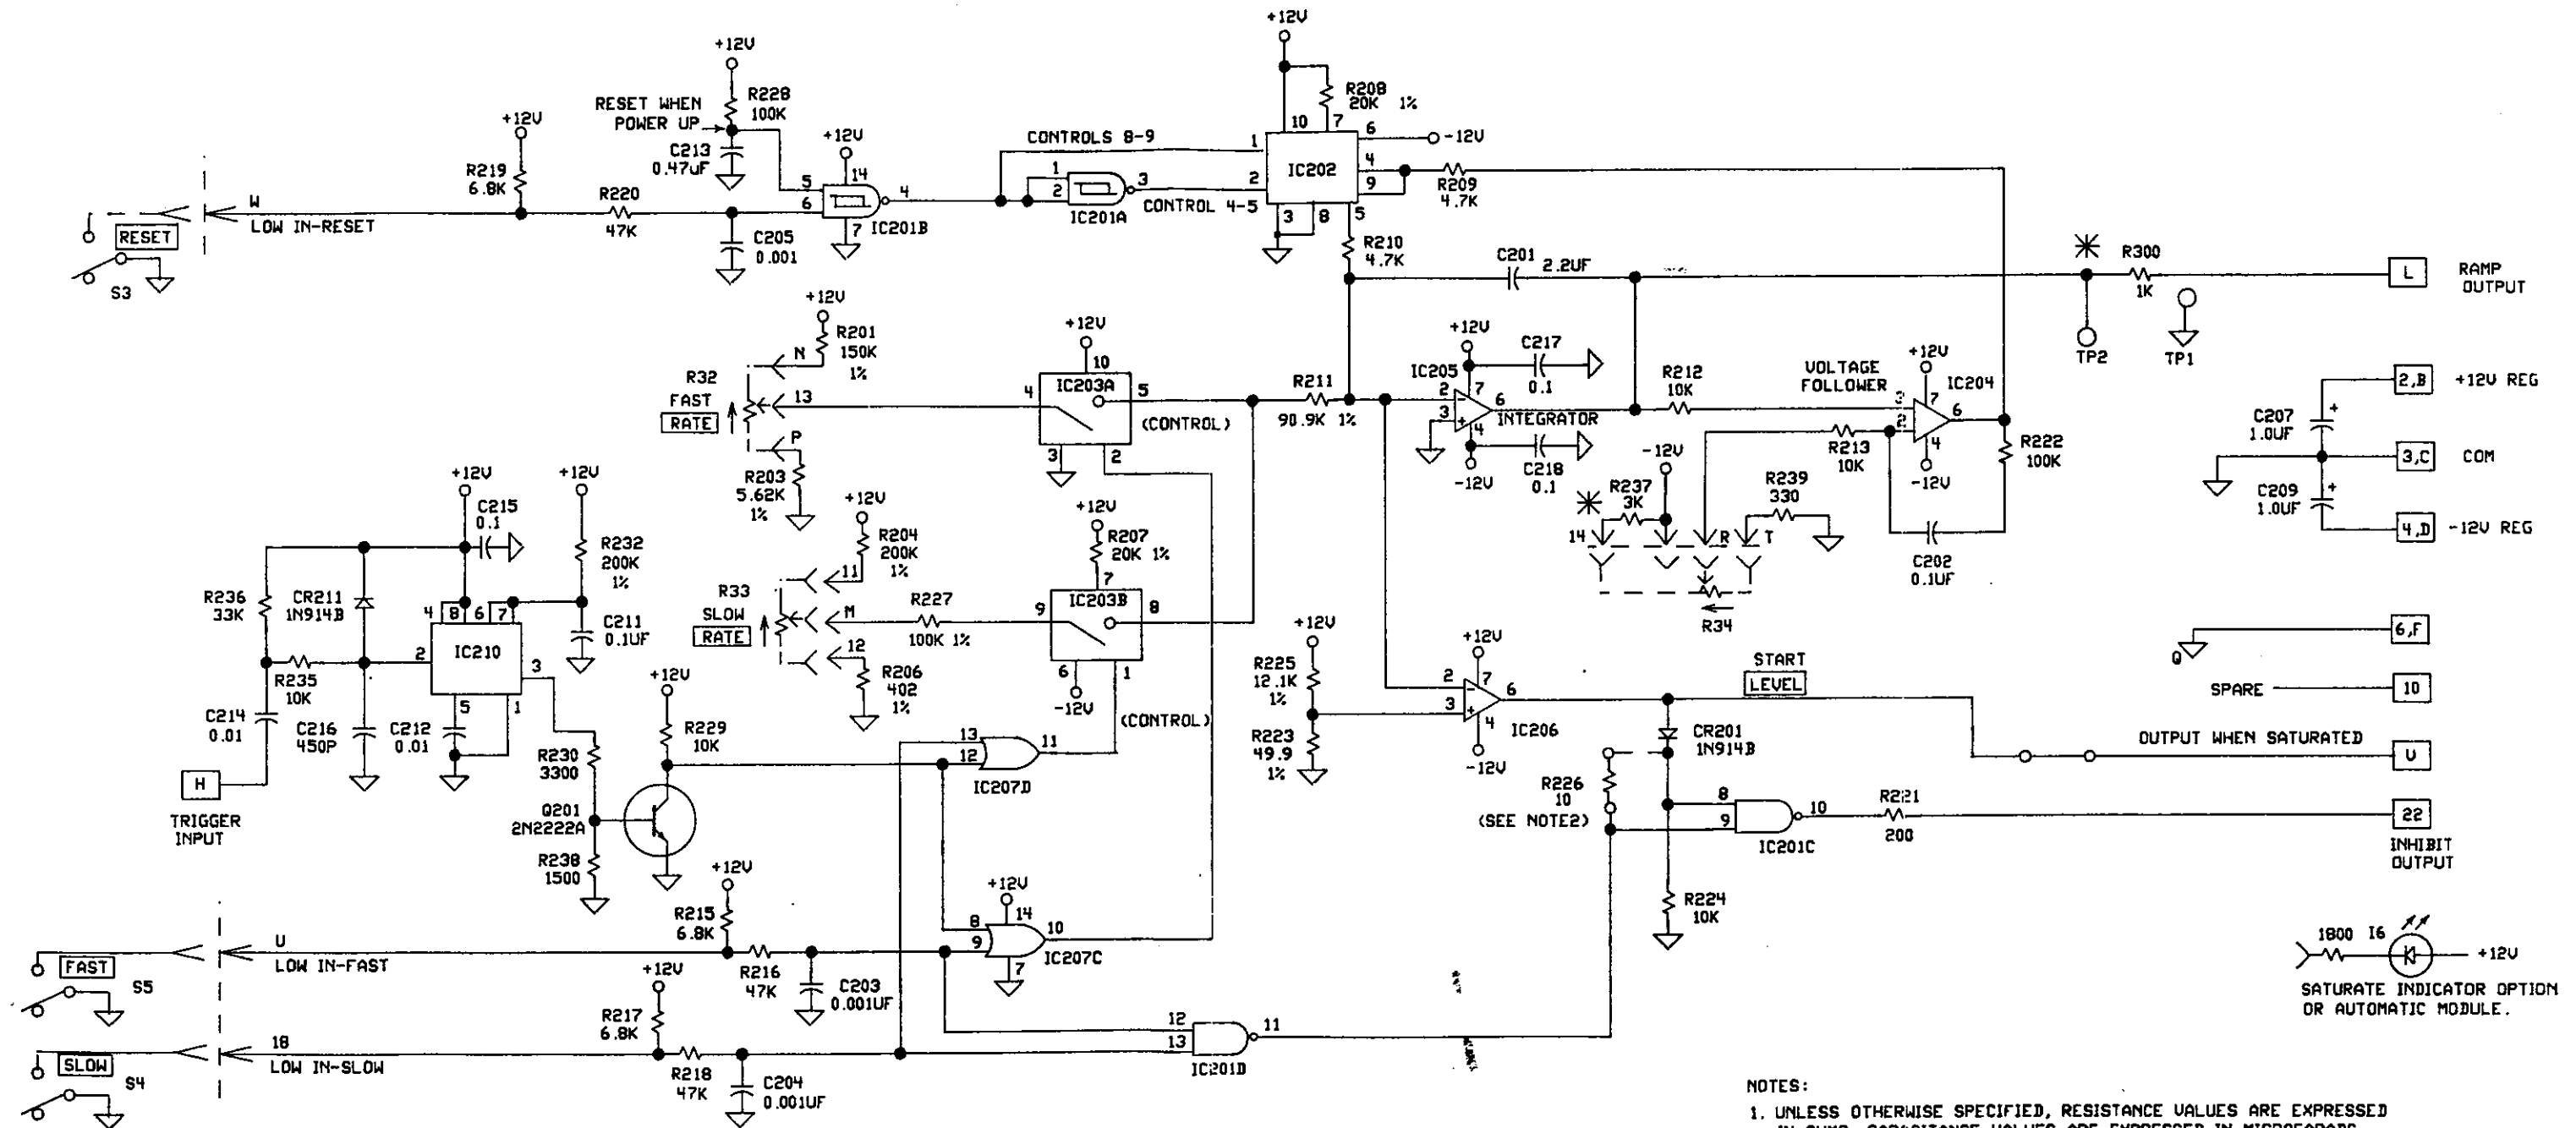 +12V
+12V
R228
100K
RESET WHEN
POWER UP
C213
0.47uF
+12V
R208
20K 1%
10
7
6
-12V
+12V
14
CONTROLS 8-9
1
IC202
4
9
R209
4.7K
R219
6.8K
W
LOW IN-RESET
R220
47K
5
6
4
7
IC201B
1
2
3
IC201A
2
CONTROL 4-5
3
8
5
C205
0.001
RESET
S3
R210
4.7K
C201
2.2UF
R300
1K
L
RAMP
OUTPUT
TP2
TP1
+12V
R201
150K
1%
N
R32
FAST
RATE
13
P
R203
5.62K
1%
+12V
10
IC203A
4
5
(CONTROL)
3
2
R211
90.9K 1%
+12V
C217
0.1
IC205
2
7
3
6
4
INTEGRATOR
C218
0.1
-12V
R212
10K
VOLTAGE
FOLLOWER
+12V
IC204
3
7
2
6
4
-12V
R213
10K
R222
100K
C202
0.1UF
2,B
+12V REG
C207
1.0UF
+
3,C
COM
C209
1.0UF
+
4,D
-12V REG
-12V
R237
3K
R239
330
14
R
T
R34
+12V
+12V
C215
0.1
R232
200K
1%
R236
33K
CR211
1N914B
4
8
6
7
C211
0.1UF
IC210
2
3
5
1
R235
10K
C214
0.01
C216
450P
C212
0.01
H
TRIGGER
INPUT
+12V
R204
200K
1%
R33
SLOW
RATE
11
M
12
R227
100K 1%
R206
402
1%
+12V
R207
20K 1%
7
IC203B
9
8
6
1
-12V
(CONTROL)
+12V
R229
10K
R230
3300
Q201
2N2222A
R238
1500
13
12
11
IC207D
+12V
R225
12.1K
1%
R223
49.9
1%
+12V
2
7
3
6
4
IC206
-12V
START
LEVEL
CR201
1N914B
R226
10
(SEE NOTE2)
8
9
10
IC201C
R221
200
R224
10K
6,F
Q
SPARE
10
OUTPUT WHEN SATURATED
V
22
INHIBIT
OUTPUT
+12V
R215
6.8K
U
LOW IN-FAST
R216
47K
C203
0.001UF
FAST
S5
+12V
14
8
9
10
7
IC207C
+12V
R217
6.8K
18
LOW IN-SLOW
R218
47K
C204
0.001UF
SLOW
S4
12
13
11
IC201D
1800 I6
+12V
SATURATE INDICATOR OPTION
OR AUTOMATIC MODULE.
NOTES:
1. UNLESS OTHERWISE SPECIFIED, RESISTANCE VALUES ARE EXPRESSED
IN OHMS, CAPACITANCE VALUES ARE EXPRESSED IN MICROFARADS